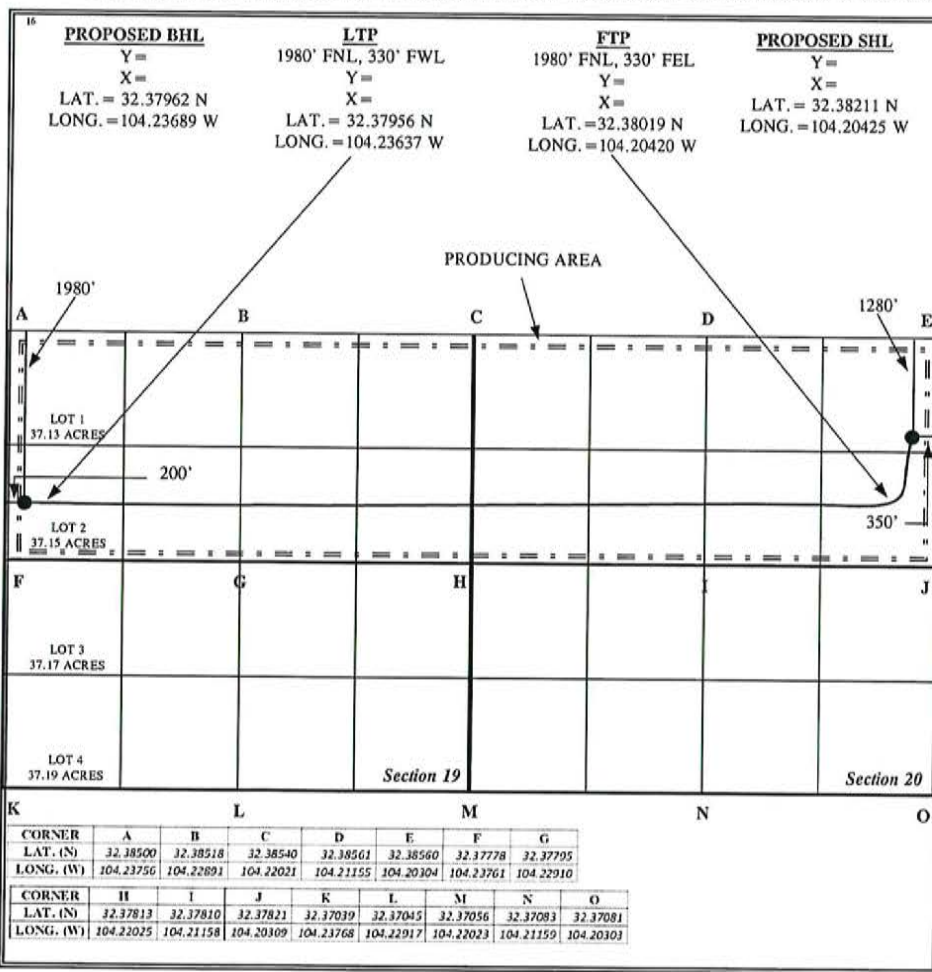 16
PROPOSED BHL
Y=
X=
LAT. = 32.37962 N
LONG. =104.23689 W
LTP
1980' FNL, 330' FWL
Y=
X=
LAT. = 32.37956 N
LONG. =104.23637 W
FTP
1980' FNL, 330' FEL
Y=
X=
LAT. =32.38019 N
LONG. =104.20420 W
PROPOSED SHL
Y=
X=
LAT. = 32.38211 N
LONG. =104.20425 W
PRODUCING AREA
1980'
1280'
A B C D E
LOT 1
37.13 ACRES
200'
LOT 2
37.15 ACRES
350'
F G H I J
LOT 3
37.17 ACRES
LOT 4
37.19 ACRES
Section 19
Section 20
K L M N O
CORNER A B C D E F G
LAT. (N) 32.38500 32.38518 32.38540 32.38561 32.38560 32.37778 32.37795
LONG. (W) 104.23756 104.22891 104.22021 104.21155 104.20304 104.23761 104.22910
CORNER H I J K L M N O
LAT. (N) 32.37813 32.37810 32.37821 32.37039 32.37045 32.37056 32.37083 32.37081
LONG. (W) 104.22025 104.21158 104.20309 104.23768 104.22917 104.22023 104.21159 104.20303